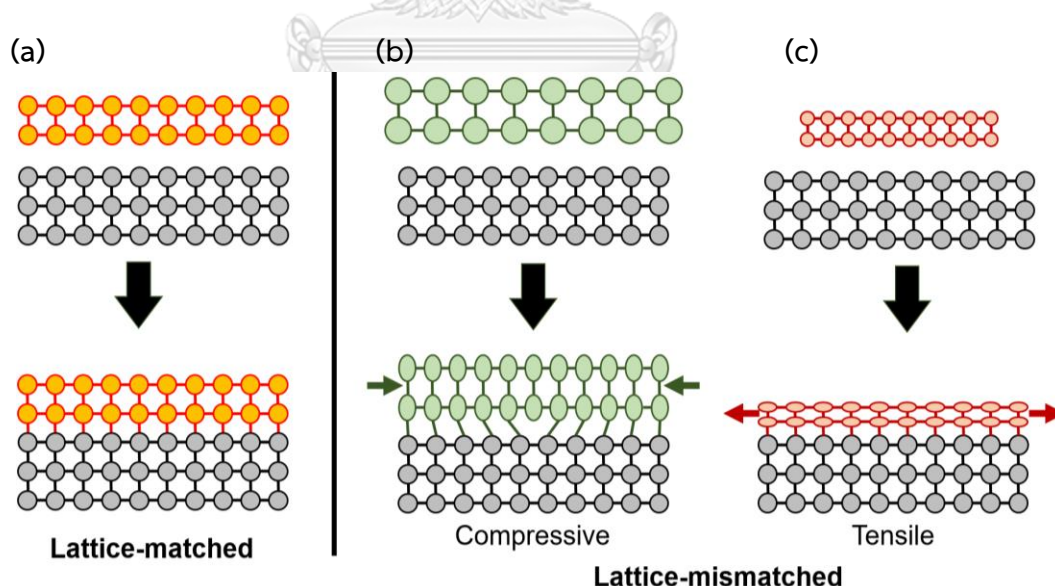 (a)
(b)
(c)
Compressive
Tensile
Lattice-matched
Lattice-mismatched